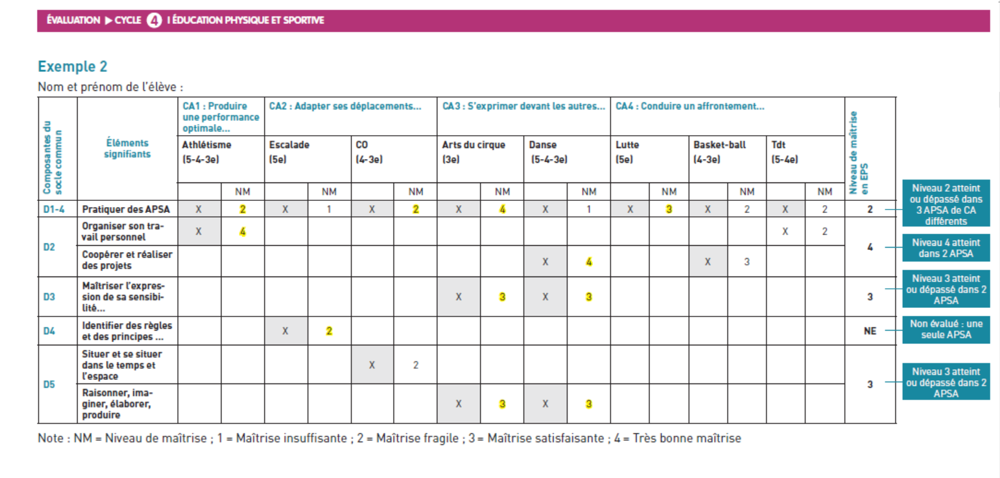 ÉVALUATION ▶ CYCLE 4 I ÉDUCATION PHYSIQUE ET SPORTIVE
Exemple 2
Nom et prénom de l'élève :
Composantes du
socle commun
Éléments
signifiants
CA1 : Produire
une performance
optimale...
CA2 : Adapter ses déplacements...
CA3 : S'exprimer devant les autres...
CA4 : Conduire un affrontement...
Niveau de maîtrise
en EPS
Athlétisme
(5-4-3e)
Escalade
(5e)
CO
(4-3e)
Arts du cirque
(3e)
Danse
(5-4-3e)
Lutte
(5e)
Basket-ball
(4-3e)
Tdt
(5-4e)
NM NM NM NM NM NM NM NM
D1-4 Pratiquer des APSA X 2 X 1 X 2 X 4 X 1 X 3 X 2 X 2 2
Niveau 2 atteint
ou dépassé dans
3 APSA de CA
différents
D2
Organiser son tra-
vail personnel
X 4 X 2
Coopérer et réaliser
des projets
X 4 X 3
4
Niveau 4 atteint
dans 2 APSA
D3
Maîtriser l'expres-
sion de sa sensibi-
lité...
X 3 X 3 3
Niveau 3 atteint
ou dépassé dans 2
APSA
D4
Identifier des règles
et des principes ...
X 2 NE
Non évalué : une
seule APSA
D5
Situer et se situer
dans le temps et
l'espace
X 2
Raisonner, ima-
giner, élaborer,
produire
X 3 X 3
3
Niveau 3 atteint
ou dépassé dans 2
APSA
Note : NM = Niveau de maîtrise ; 1 = Maîtrise insuffisante ; 2 = Maîtrise fragile ; 3 = Maîtrise satisfaisante ; 4 = Très bonne maîtrise